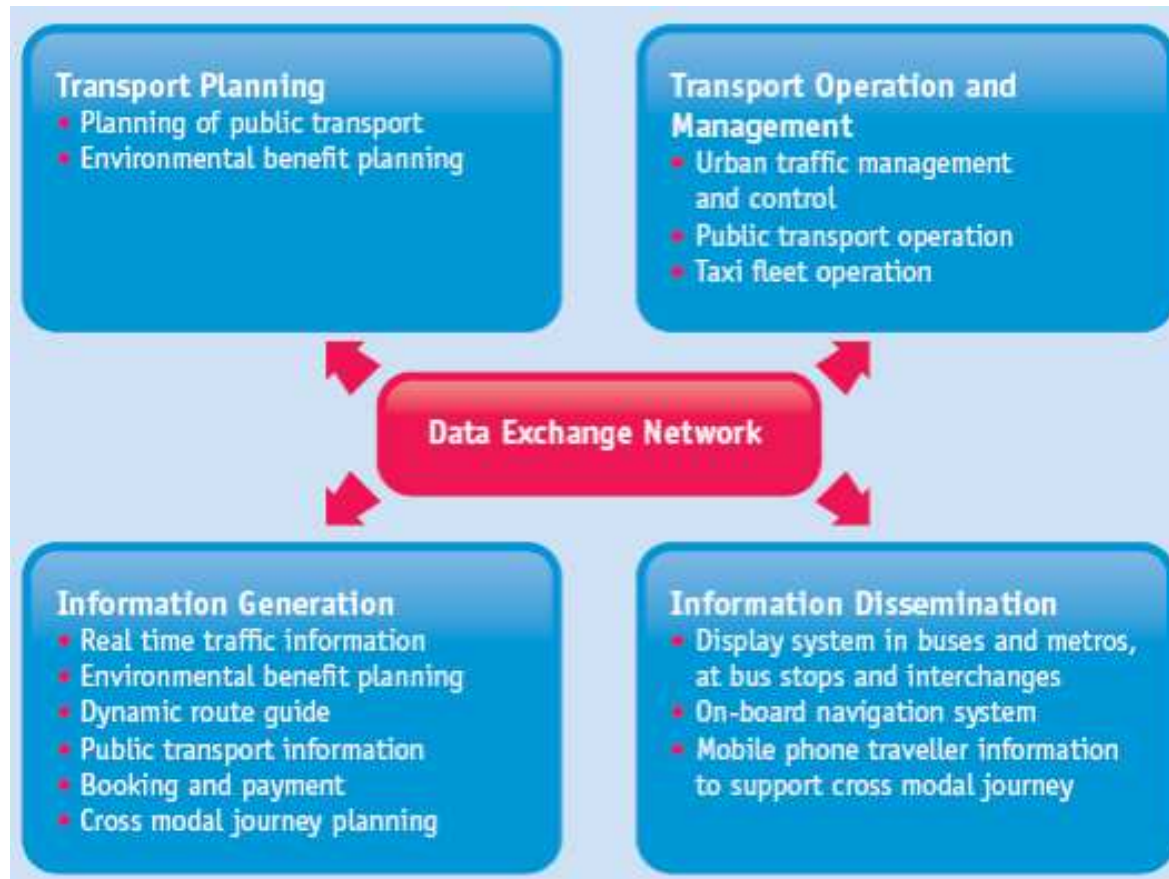 Transport Planning
• Planning of public transport
• Environmental benefit planning
Transport Operation and
Management
• Urban traffic management
and control
• Public transport operation
• Taxi fleet operation
Data Exchange Network
Information Generation
• Real time traffic information
• Environmental benefit planning
• Dynamic route guide
• Public transport information
• Booking and payment
• Cross modal journey planning
Information Dissemination
• Display system in buses and metros,
at bus stops and interchanges
• On-board navigation system
• Mobile phone traveller information
to support cross modal journey